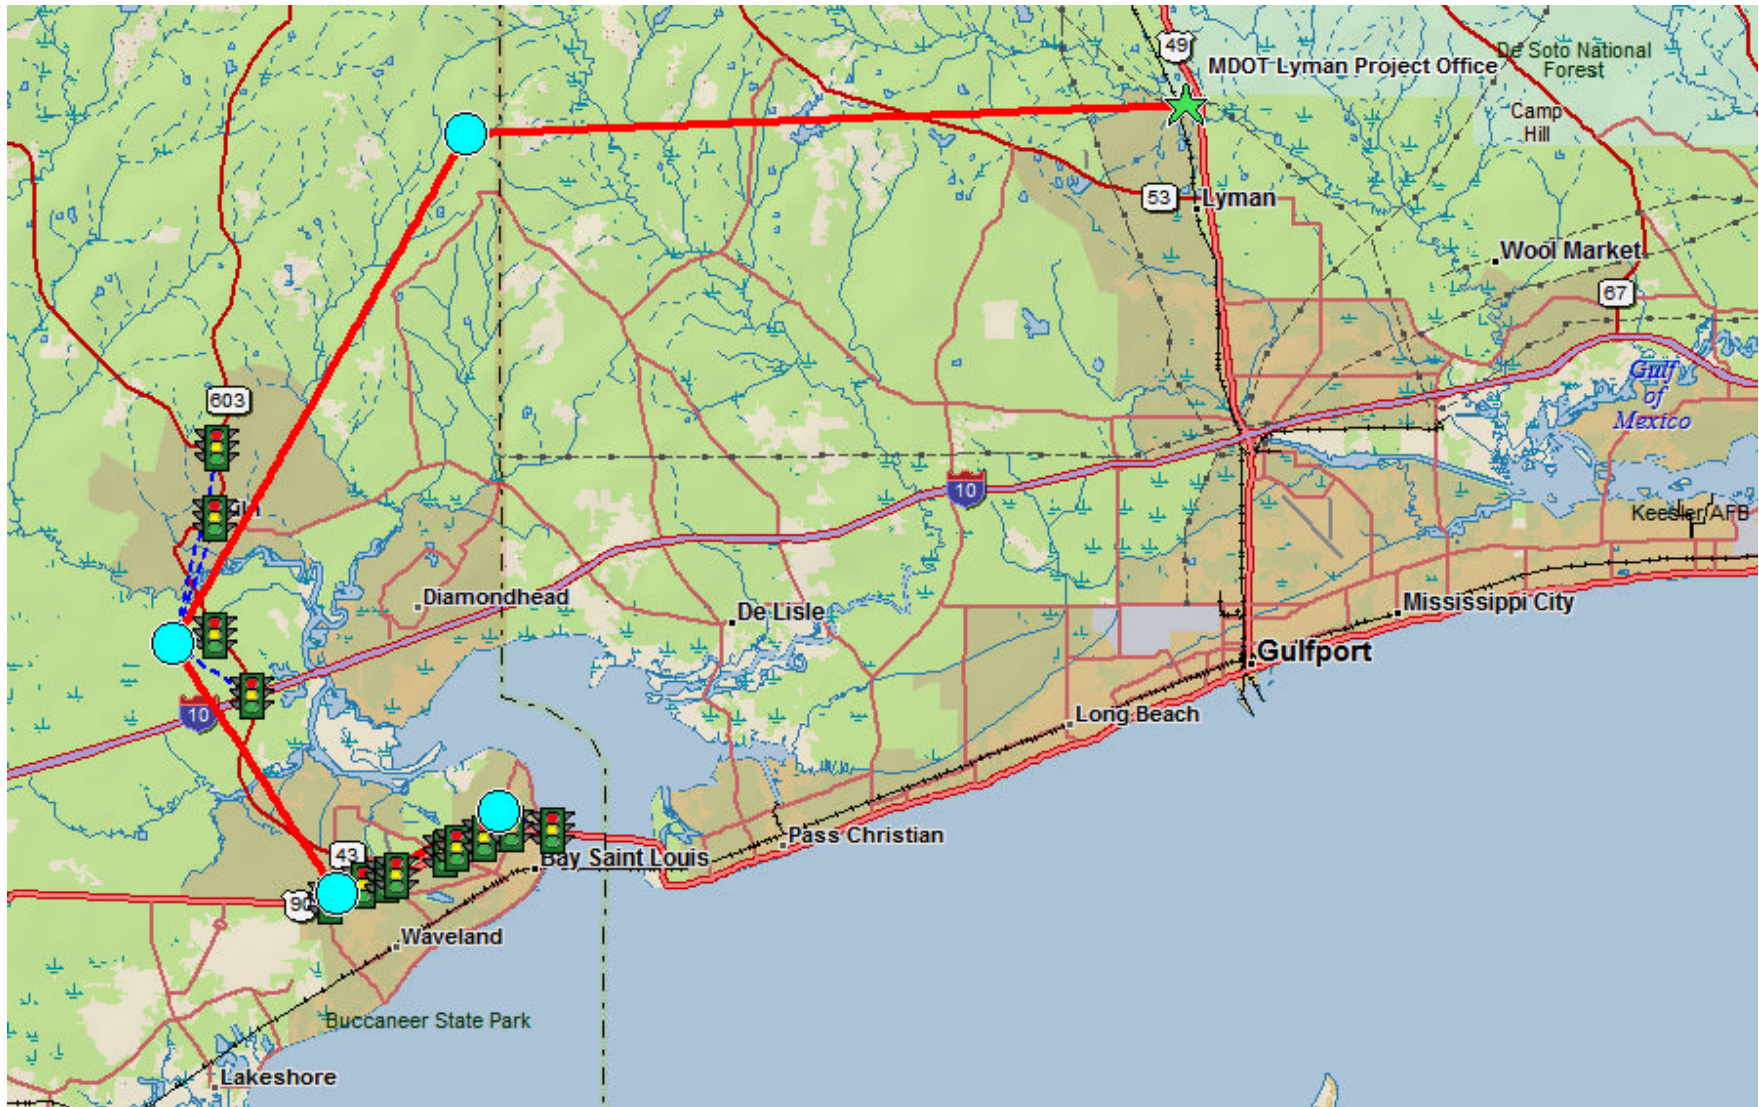 49
MDOT Lyman Project Office
De Soto National
Forest
Camp
Hill
53
Lyman
Wool Market
67
Gulf
of
Mexico
603
10
Keesler AFB
Diamondhead
De Lisle
Mississippi City
Gulfport
10
Long Beach
Pass Christian
43
Bay Saint Louis
90
Waveland
Buccaneer State Park
Lakeshore